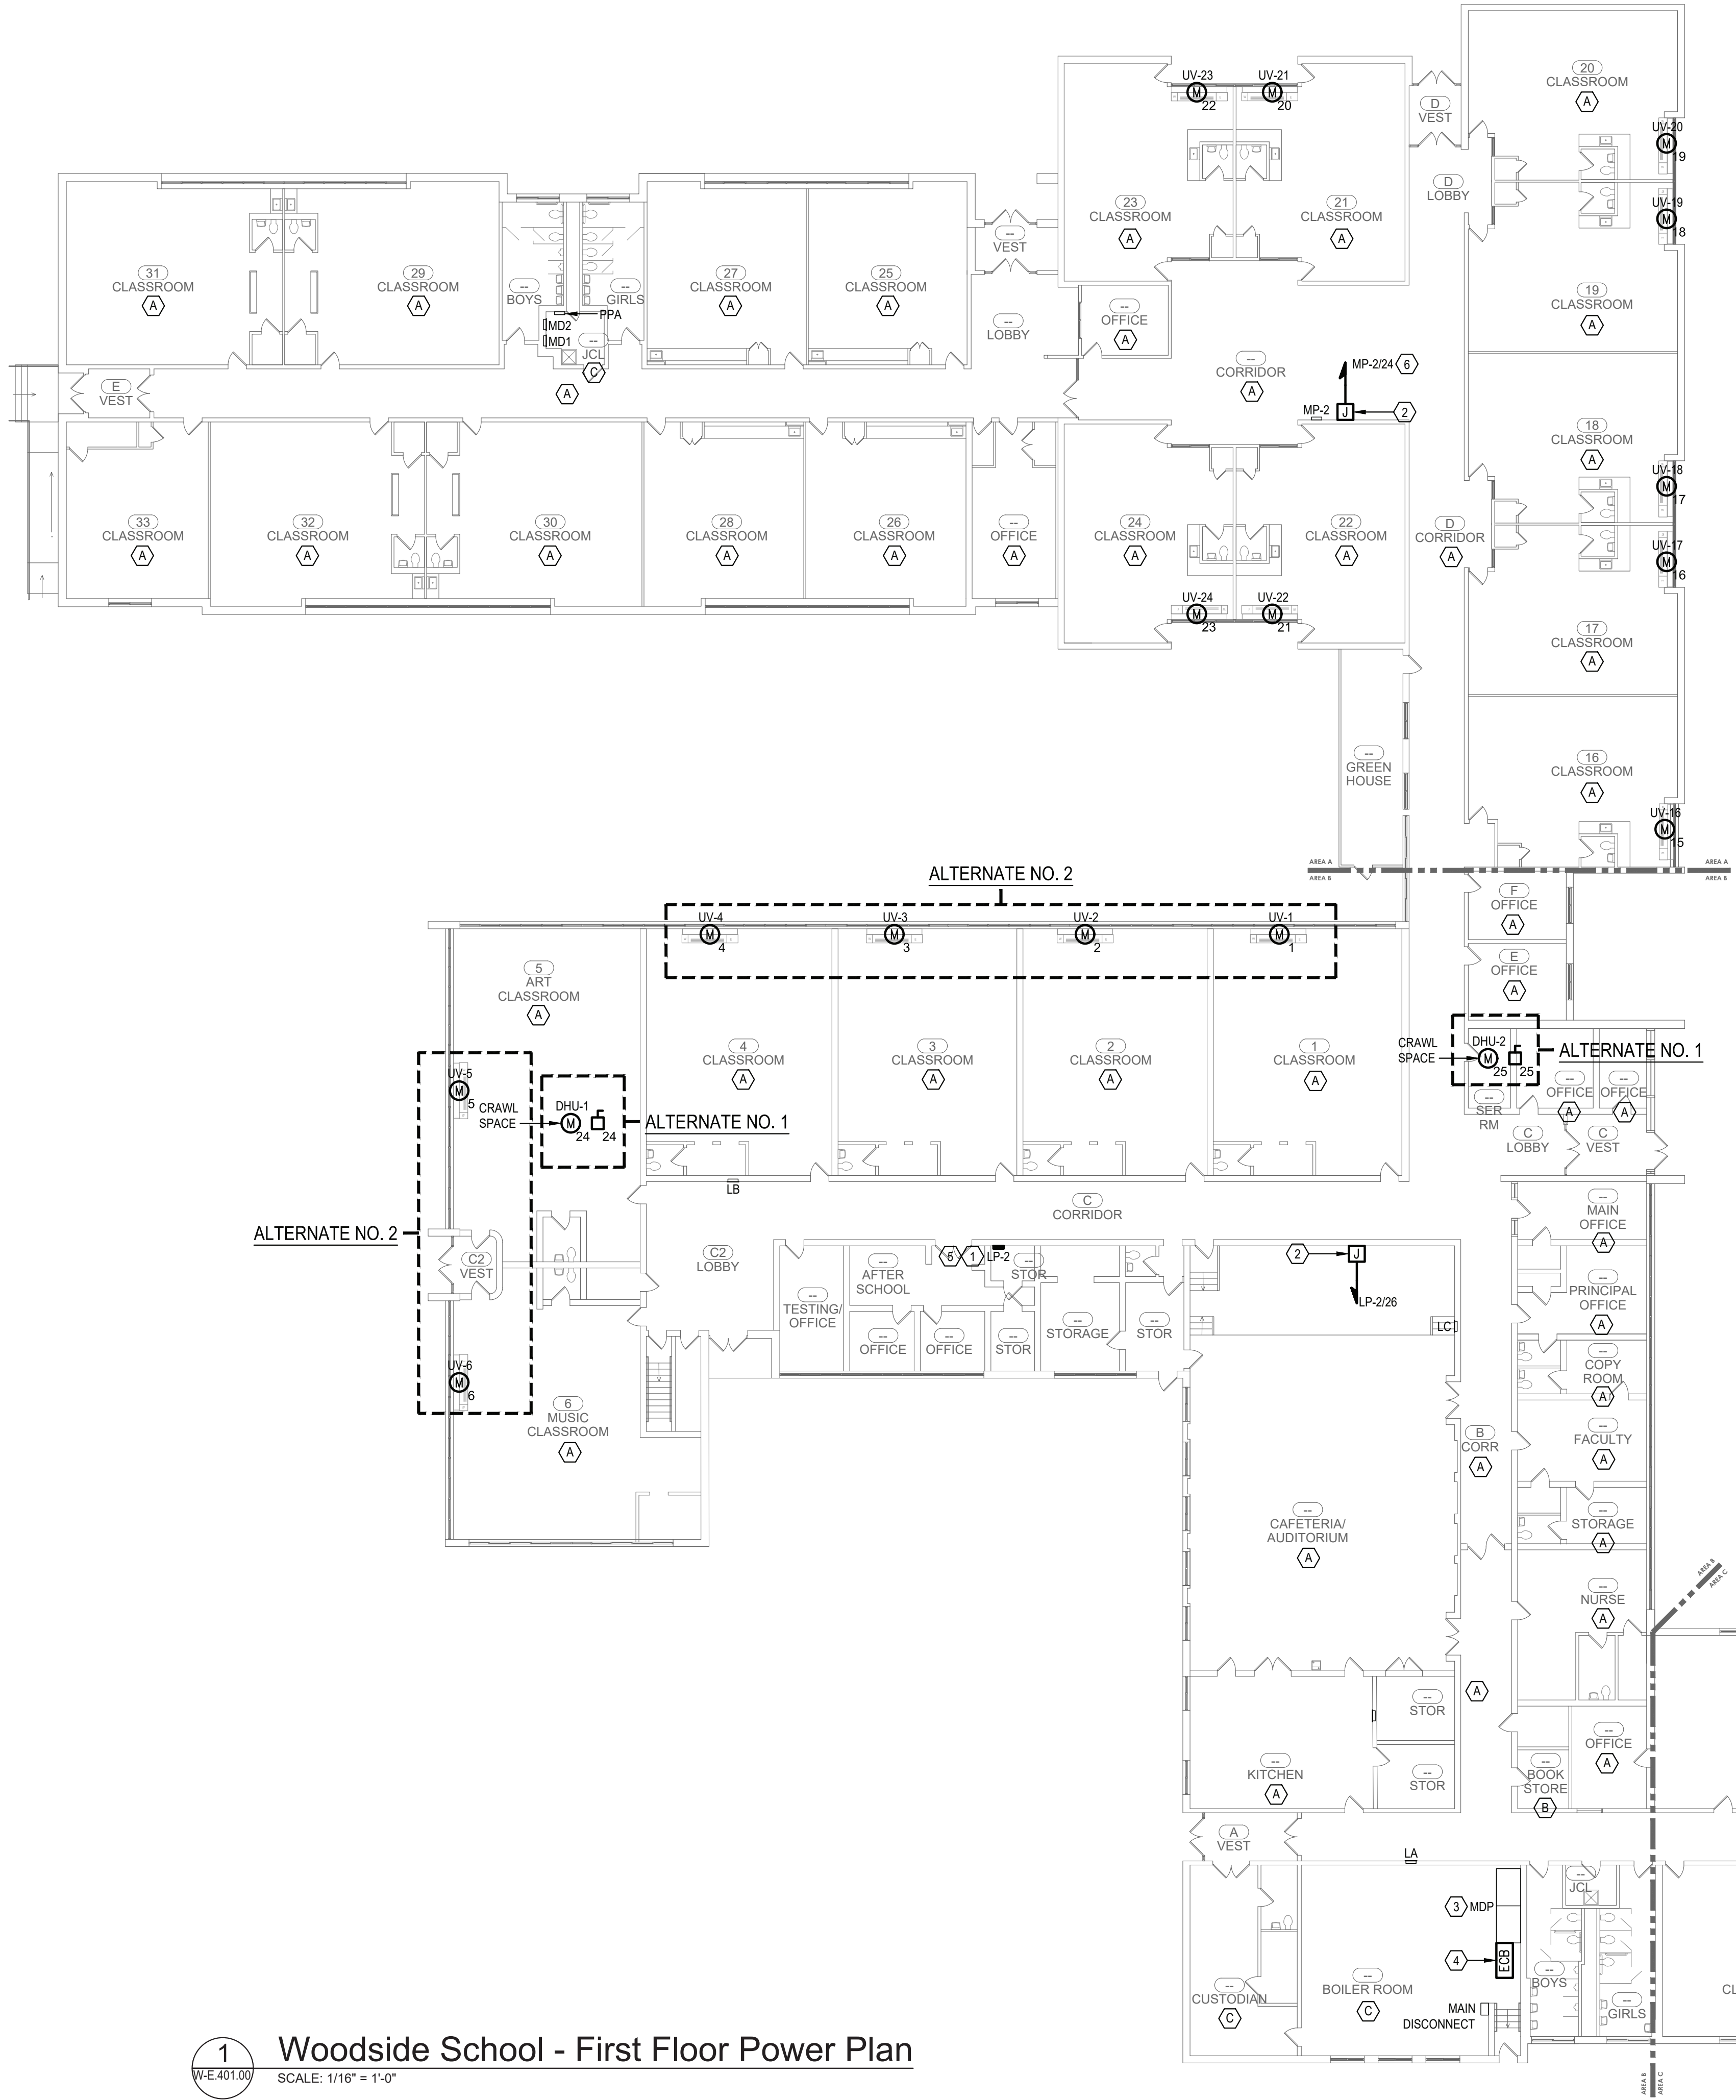 20
CLASSROOM
A
UV-23
M
22
UV-21
M
20
D
VEST
UV-20
M
19
23
CLASSROOM
A
21
CLASSROOM
A
D
LOBBY
UV-19
M
18
31
CLASSROOM
A
29
CLASSROOM
A
--
BOYS
--
GIRLS
27
CLASSROOM
A
25
CLASSROOM
A
--
VEST
--
LOBBY
--
OFFICE
A
19
CLASSROOM
A
PPA
MD2
MD1
--
JCL
C
A
E
VEST
--
CORRIDOR
A
MP-2/24
6
MP-2
J
2
33
CLASSROOM
A
32
CLASSROOM
A
30
CLASSROOM
A
28
CLASSROOM
A
26
CLASSROOM
A
--
OFFICE
A
24
CLASSROOM
A
22
CLASSROOM
A
D
CORRIDOR
A
18
CLASSROOM
A
UV-18
M
17
UV-17
M
16
UV-24
M
23
UV-22
M
21
17
CLASSROOM
A
--
GREEN
HOUSE
16
CLASSROOM
A
UV-16
M
15
AREA A
AREA B
AREA A
AREA B
ALTERNATE NO. 2
UV-4
M
4
UV-3
M
3
UV-2
M
2
UV-1
M
1
F
OFFICE
A
E
OFFICE
A
5
ART
CLASSROOM
A
4
CLASSROOM
A
3
CLASSROOM
A
2
CLASSROOM
A
1
CLASSROOM
A
CRAWL
SPACE
DHU-2
M
25
25
ALTERNATE NO. 1
--
SER
RM
--
OFFICE
A
--
OFFICE
A
C
LOBBY
C
VEST
UV-5
M
5
CRAWL
SPACE
DHU-1
M
24
24
ALTERNATE NO. 1
LB
C
CORRIDOR
ALTERNATE NO. 2
C2
VEST
C2
LOBBY
5
1
LP-2
--
AFTER
SCHOOL
--
STOR
--
TESTING/
OFFICE
--
OFFICE
--
OFFICE
--
STOR
--
STORAGE
--
STOR
2
J
LP-2/26
LC
--
MAIN
OFFICE
A
--
PRINCIPAL
OFFICE
A
--
COPY
ROOM
A
UV-6
M
6
6
MUSIC
CLASSROOM
A
B
CORR
A
--
FACULTY
A
--
CAFETERIA/
AUDITORIUM
A
--
STORAGE
A
--
NURSE
A
AREA B
AREA C
A
--
STOR
--
STOR
--
KITCHEN
A
--
OFFICE
A
--
BOOK
STORE
B
A
VEST
LA
--
JCL
3
MDP
4
ECB
--
CUSTODIAN
C
--
BOILER ROOM
C
MAIN
DISCONNECT
--
BOYS
--
GIRLS
CL
AREA B
AREA C
1
W-E.401.00
Woodside School - First Floor Power Plan
SCALE: 1/16" = 1'-0"